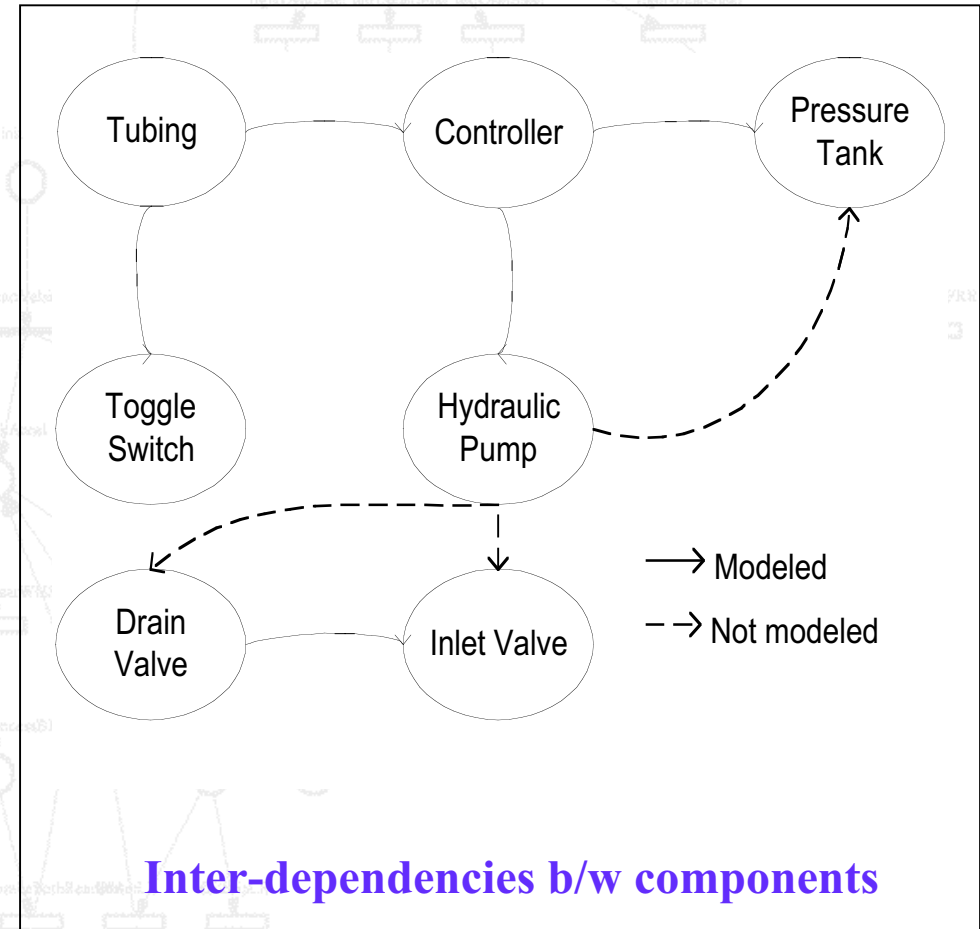 Tubing
Controller
Pressure
Tank
Toggle
Switch
Hydraulic
Pump
Drain
Valve
Inlet Valve
Modeled
Not modeled
Inter-dependencies b/w components